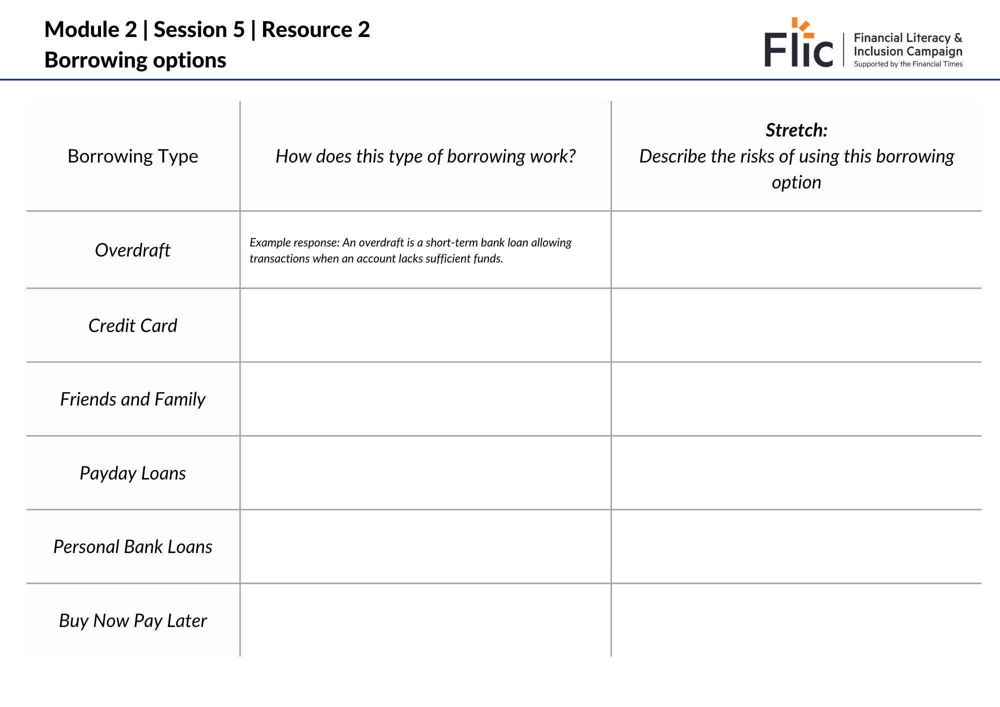 Module 2 | Session 5 | Resource 2
Borrowing options
Flic
Financial Literacy &
Inclusion Campaign
Supported by the Financial Times
Borrowing Type
How does this type of borrowing work?
Stretch:
Describe the risks of using this borrowing
option
Overdraft
Example response: An overdraft is a short-term bank loan allowing
transactions when an account lacks sufficient funds.
Credit Card
Friends and Family
Payday Loans
Personal Bank Loans
Buy Now Pay Later